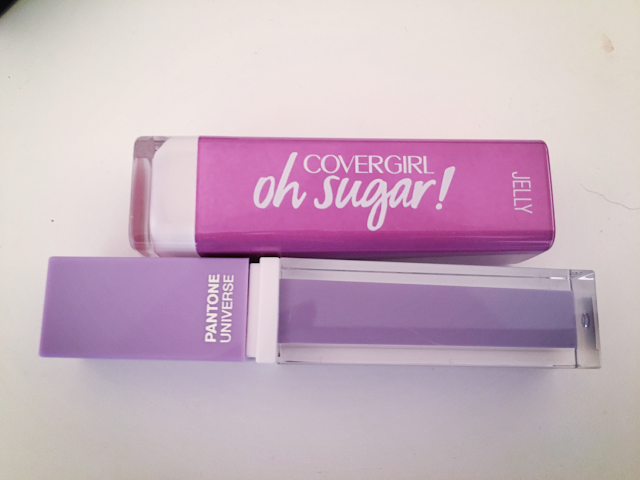 COVERGIRL
oh sugar!
JELLY
PANTONE
UNIVERSE